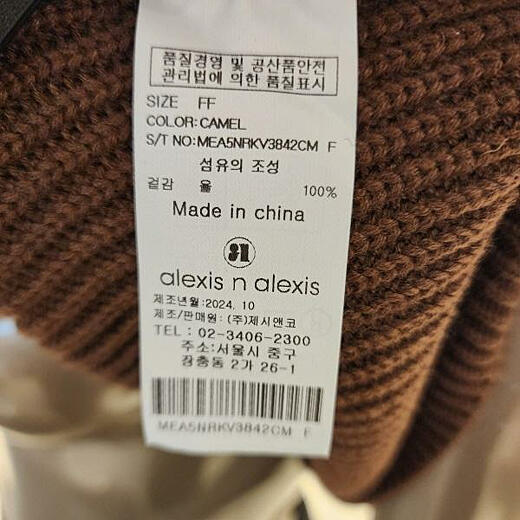 품질경영 및 공산품안전
관리법에 의한 품질표시
SIZE FF
COLOR:CAMEL
S/T NO:MEA5NRKV3842CM F
섬유의 조성
겉감 울 100%
Made in china
alexis n alexis
제조년월:2024. 10
제조/판매원: (주)제시앤코
TEL : 02-3406-2300
주소:서울시 중구
장충동 2가 26-1
MEA5NRKV3842CM F